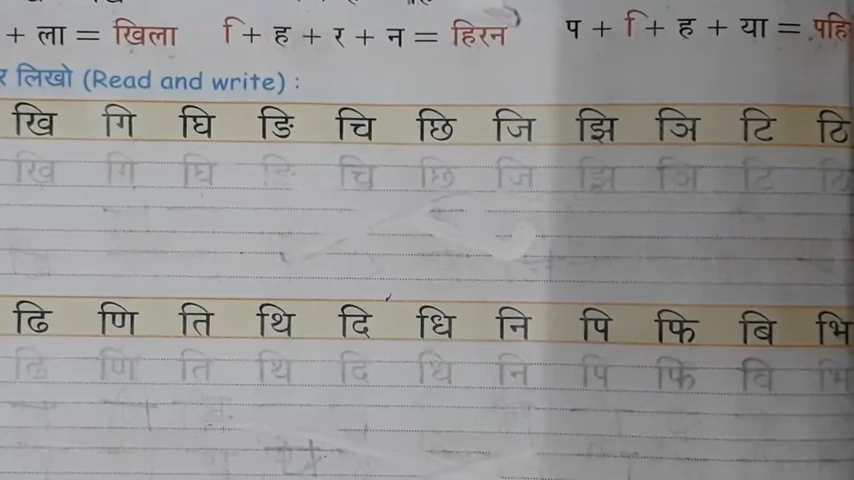 + ला = खिला ि + ह + र + न = हिरन प + ि + ह + या =
लिखो (Read and write) :
खि गि घि ङि चि छि जि झि ञि टि ठि
खि गि घि ङि चि छि जि झि ञि टि ठि
ढि णि ति थि दि धि नि पि फि बि भि
ढि णि ति थि दि धि नि पि फि बि भि